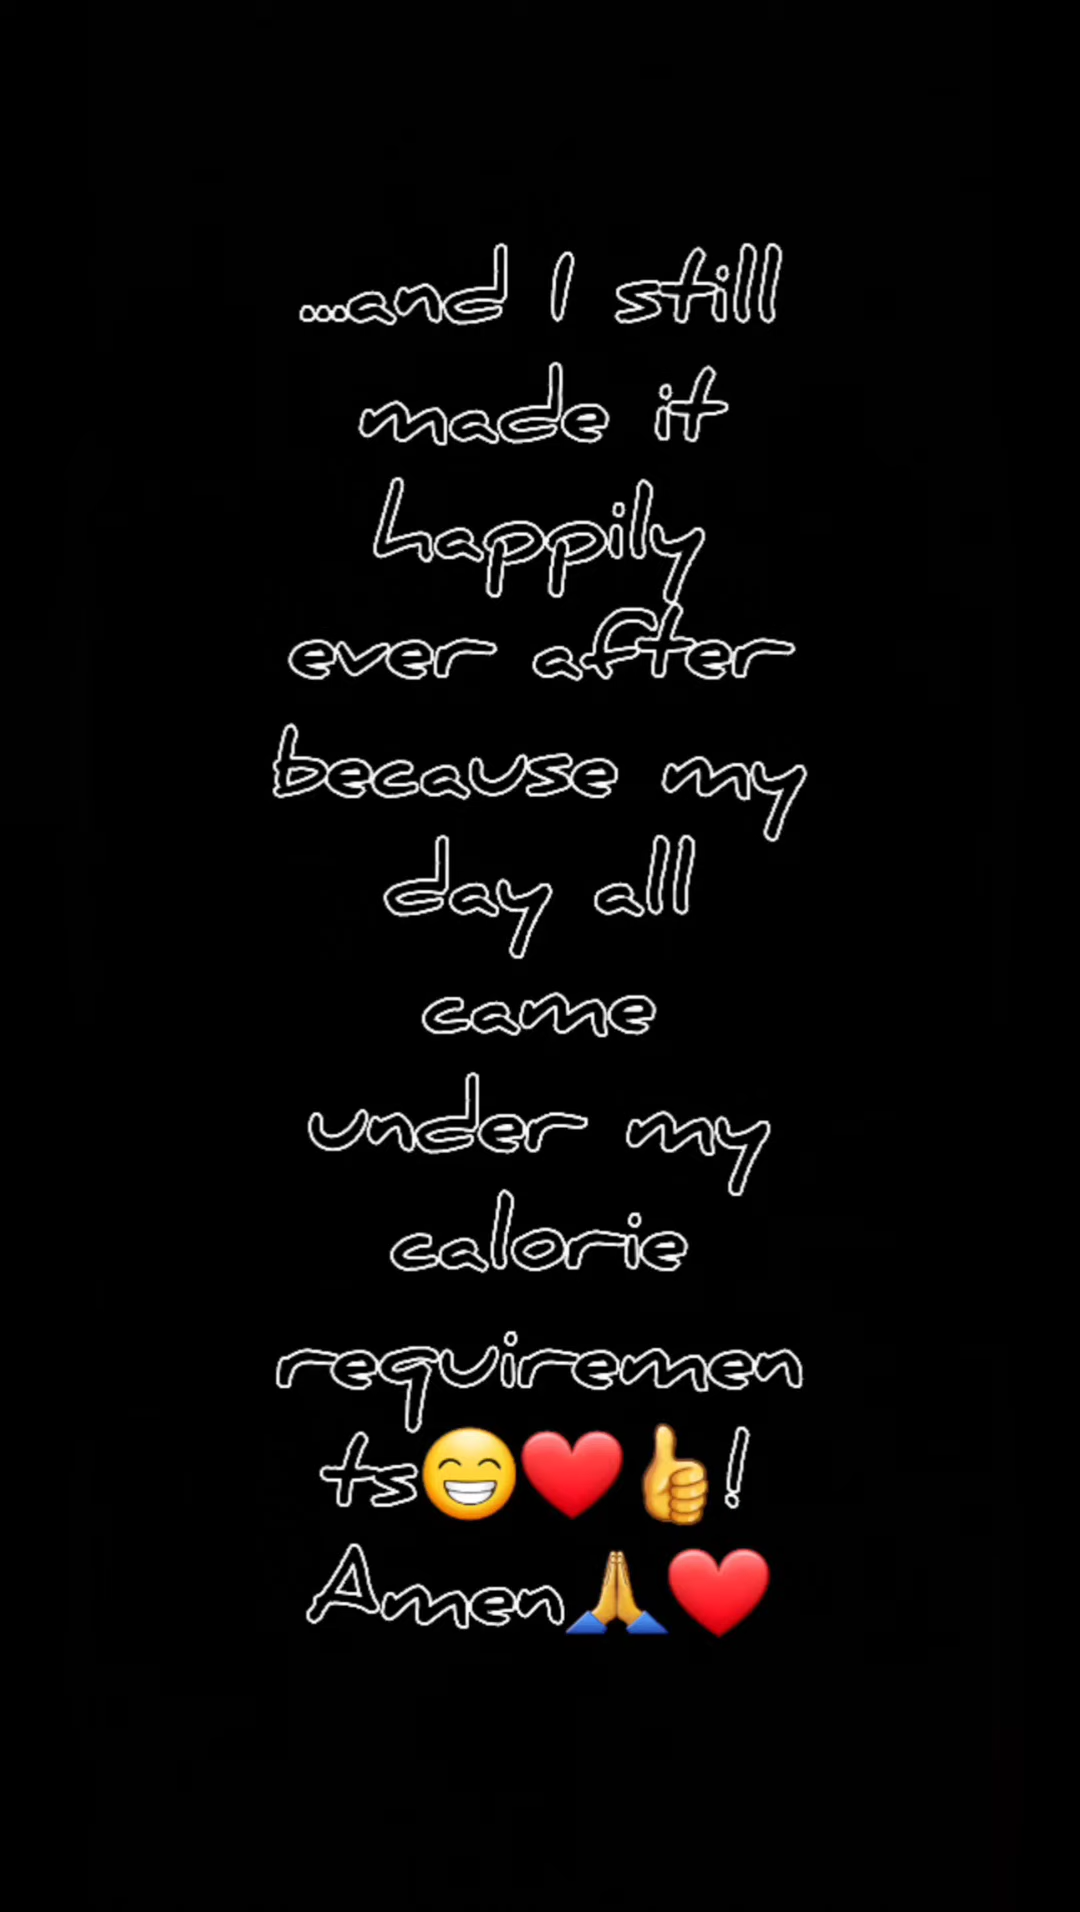 ...and I still
made it
happily
ever after
because my
day all
came
under my
calorie
requiremen
ts😁❤️👍!
Amen🙏❤️